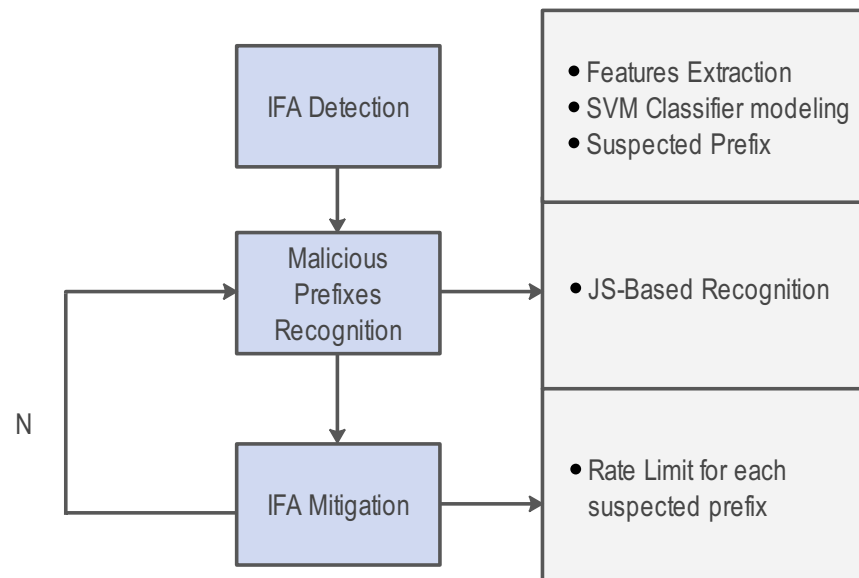 IFA Detection
• Features Extraction
• SVM Classifier modeling
• Suspected Prefix
Malicious
Prefixes
Recognition
• JS-Based Recognition
N
IFA Mitigation
• Rate Limit for each
suspected prefix